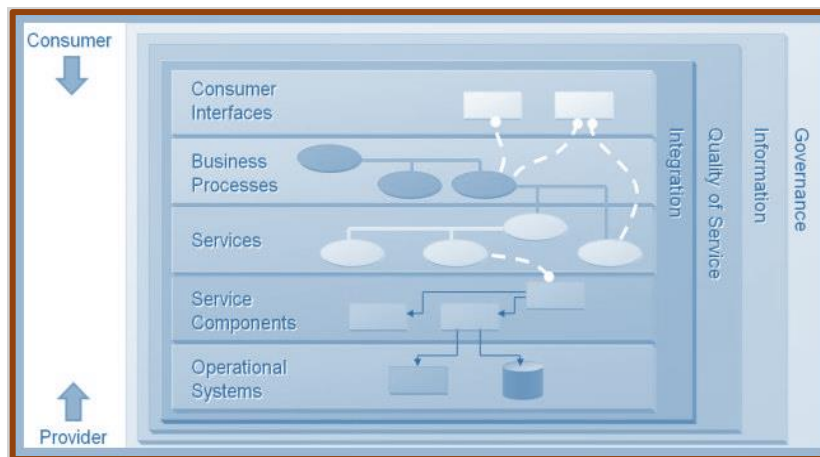 Consumer
Consumer
Interfaces
Business
Processes
Services
Service
Components
Operational
Systems
Integration
Quality of Service
Information
Governance
Provider